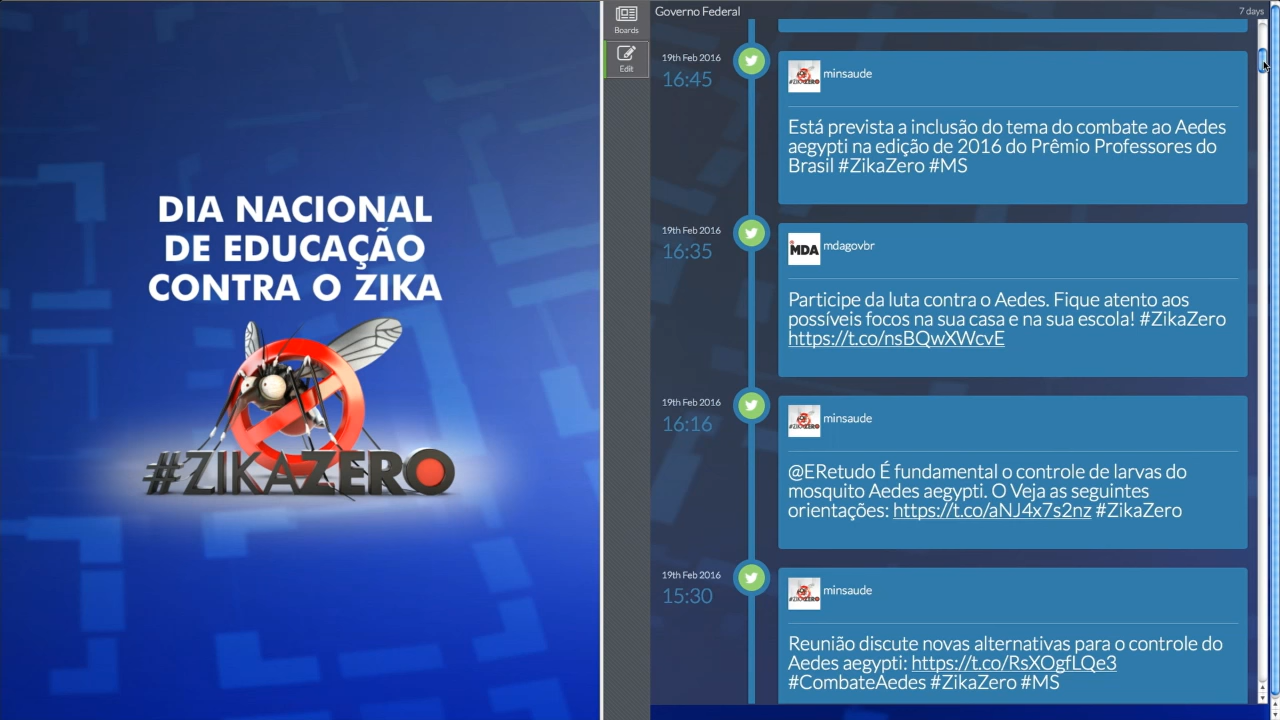 DIA NACIONAL
DE EDUCAÇÃO
CONTRA O ZIKA
#ZIKAZERO
Boards
Edit
Governo Federal
7 days
19th Feb 2016
16:45
#ZIKAZERO
minsaude
Está prevista a inclusão do tema do combate ao Aedes
aegypti na edição de 2016 do Prêmio Professores do
Brasil #ZikaZero #MS
19th Feb 2016
16:35
MDA
mdagovbr
Participe da luta contra o Aedes. Fique atento aos
possíveis focos na sua casa e na sua escola! #ZikaZero
https://t.co/nsBQwXWcvE
19th Feb 2016
16:16
#ZIKAZERO
minsaude
@ERetudo É fundamental o controle de larvas do
mosquito Aedes aegypti. O Veja as seguintes
orientações: https://t.co/aNJ4x7s2nz #ZikaZero
19th Feb 2016
15:30
#ZIKAZERO
minsaude
Reunião discute novas alternativas para o controle do
Aedes aegypti: https://t.co/RsXOgfLQe3
#CombateAedes #ZikaZero #MS